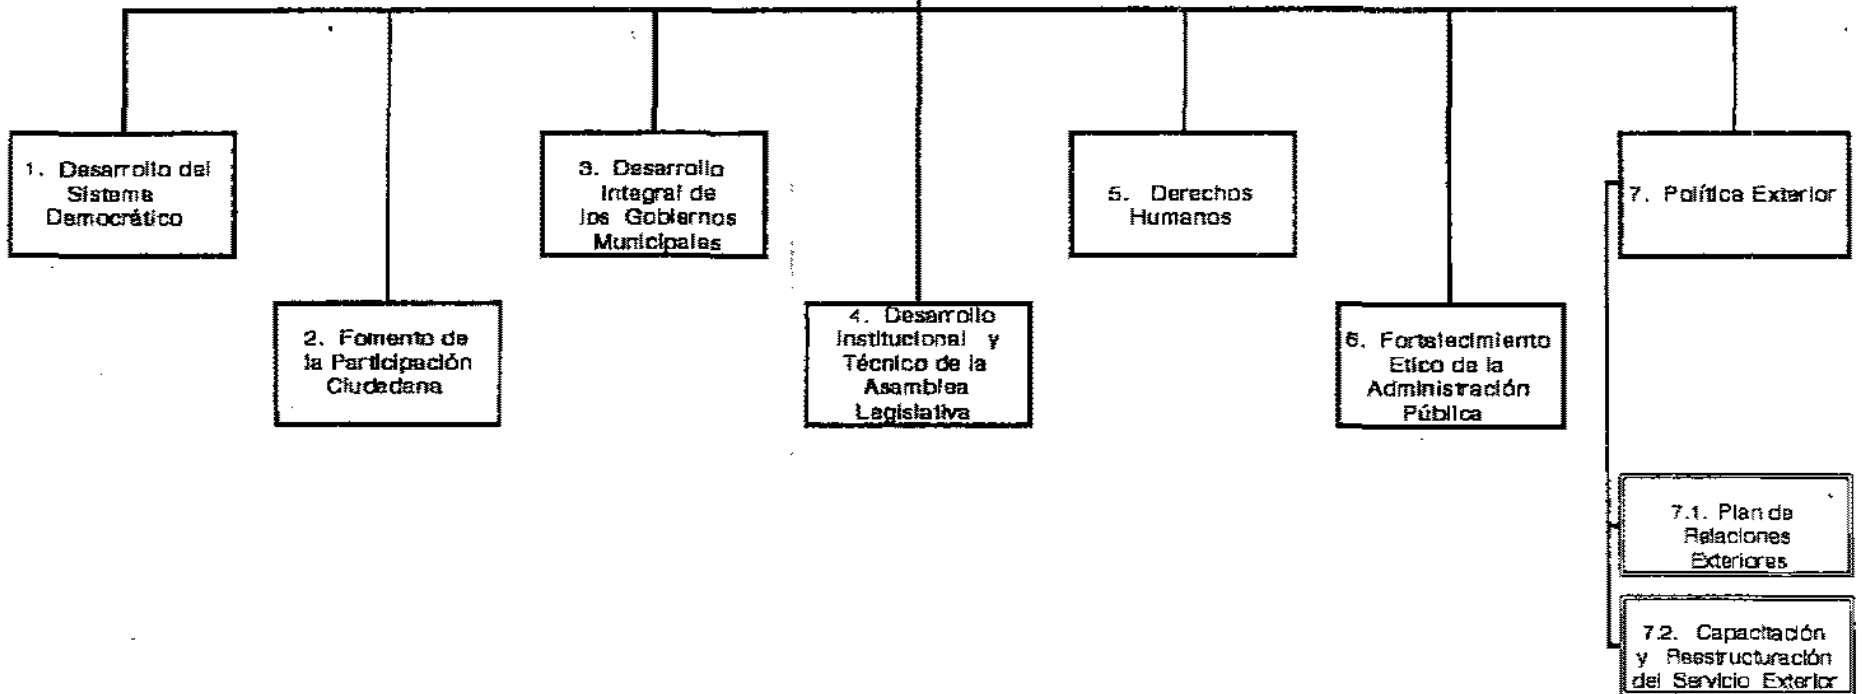 1. Desarrollo del
Sistema
Democrático
2. Fomento de
la Participación
Ciudadana
3. Desarrollo
Integral de
los Gobiernos
Municipales
4. Desarrollo
Institucional y
Técnico de la
Asamblea
Legislativa
5. Derechos
Humanos
6. Fortalecimiento
Etico de la
Administración
Pública
7. Política Exterior
7.1. Plan de
Relaciones
Exteriores
7.2. Capacitación
y Reestructuración
del Servicio Exterior